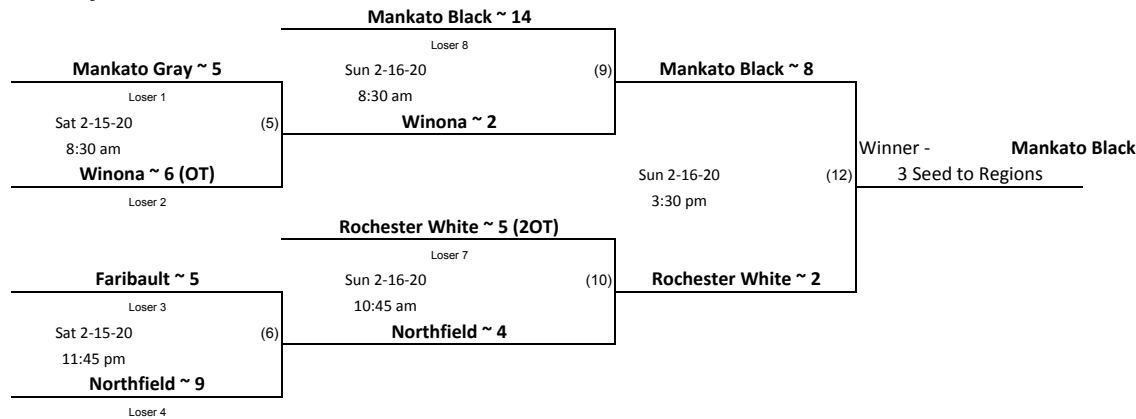 Mankato Black ~ 14
Loser 8
Mankato Gray ~ 5
Sun 2-16-20 (9)
Mankato Black ~ 8
Loser 1
8:30 am
Sat 2-15-20 (5)
Winona ~ 2
8:30 am
Winner - Mankato Black
Winona ~ 6 (OT)
Sun 2-16-20 (12)
3 Seed to Regions
Loser 2
3:30 pm
Rochester White ~ 5 (2OT)
Loser 7
Faribault ~ 5
Sun 2-16-20 (10)
Rochester White ~ 2
Loser 3
10:45 am
Sat 2-15-20 (6)
Northfield ~ 4
11:45 pm
Northfield ~ 9
Loser 4